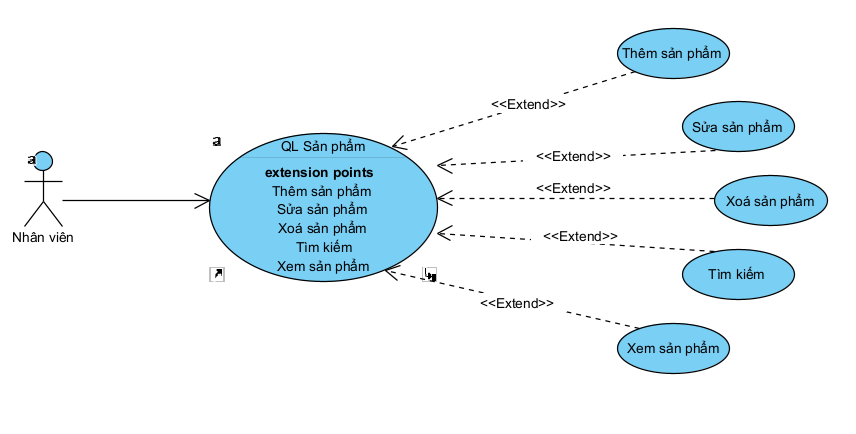 Thêm sản phẩm
<<Extend>>
Sửa sản phẩm
a
QL Sản phẩm
<<Extend>>
a
extension points
Thêm sản phẩm
<<Extend>>
Xoá sản phẩm
Sửa sản phẩm
Xoá sản phẩm
Nhân viên
<<Extend>>
Tìm kiếm
Xem sản phẩm
Tìm kiếm
<<Extend>>
Xem sản phẩm